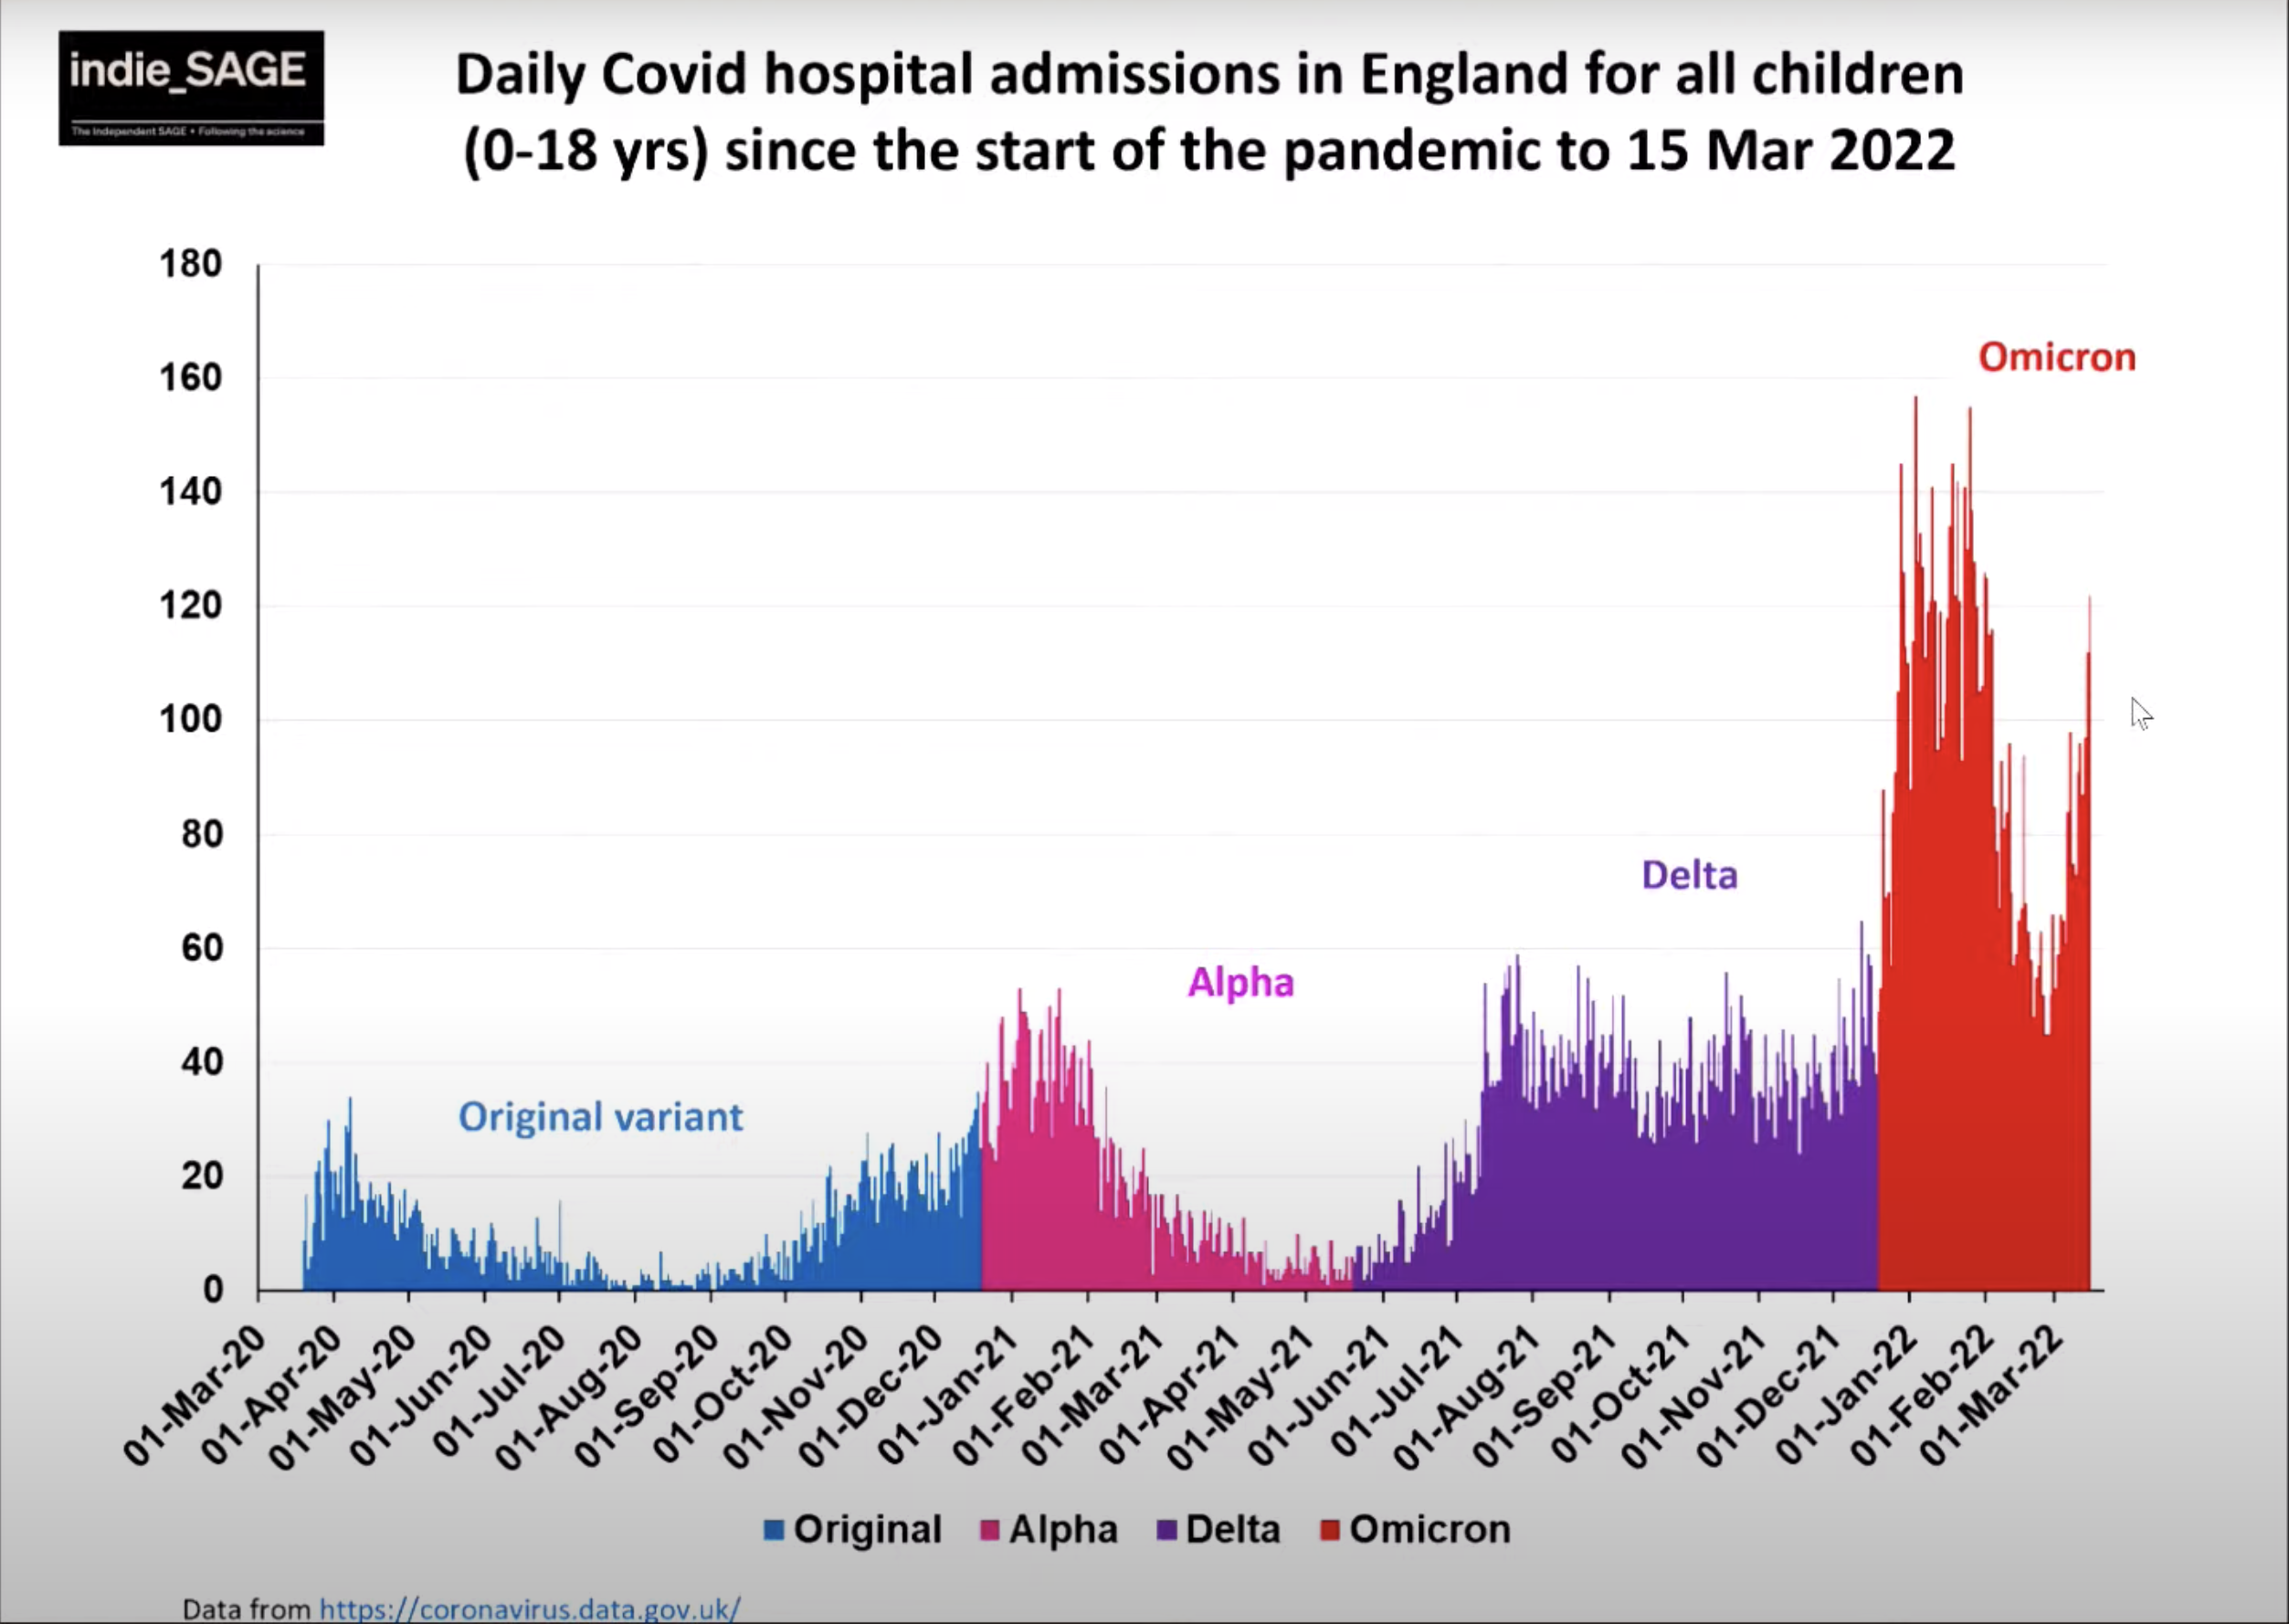 indie_SAGE
The Independent SAGE • Following the science
Daily Covid hospital admissions in England for all children
(0-18 yrs) since the start of the pandemic to 15 Mar 2022
180
160
140
120
100
80
60
40
20
0
Omicron
Delta
Alpha
Original variant
01-Mar-20
01-Apr-20
01-May-20
01-Jun-20
01-Jul-20
01-Aug-20
01-Sep-20
01-Oct-20
01-Nov-20
01-Dec-20
01-Jan-21
01-Feb-21
01-Mar-21
01-Apr-21
01-May-21
01-Jun-21
01-Jul-21
01-Aug-21
01-Sep-21
01-Oct-21
01-Nov-21
01-Dec-21
01-Jan-22
01-Feb-22
01-Mar-22
Original Alpha Delta Omicron
Data from https://coronavirus.data.gov.uk/